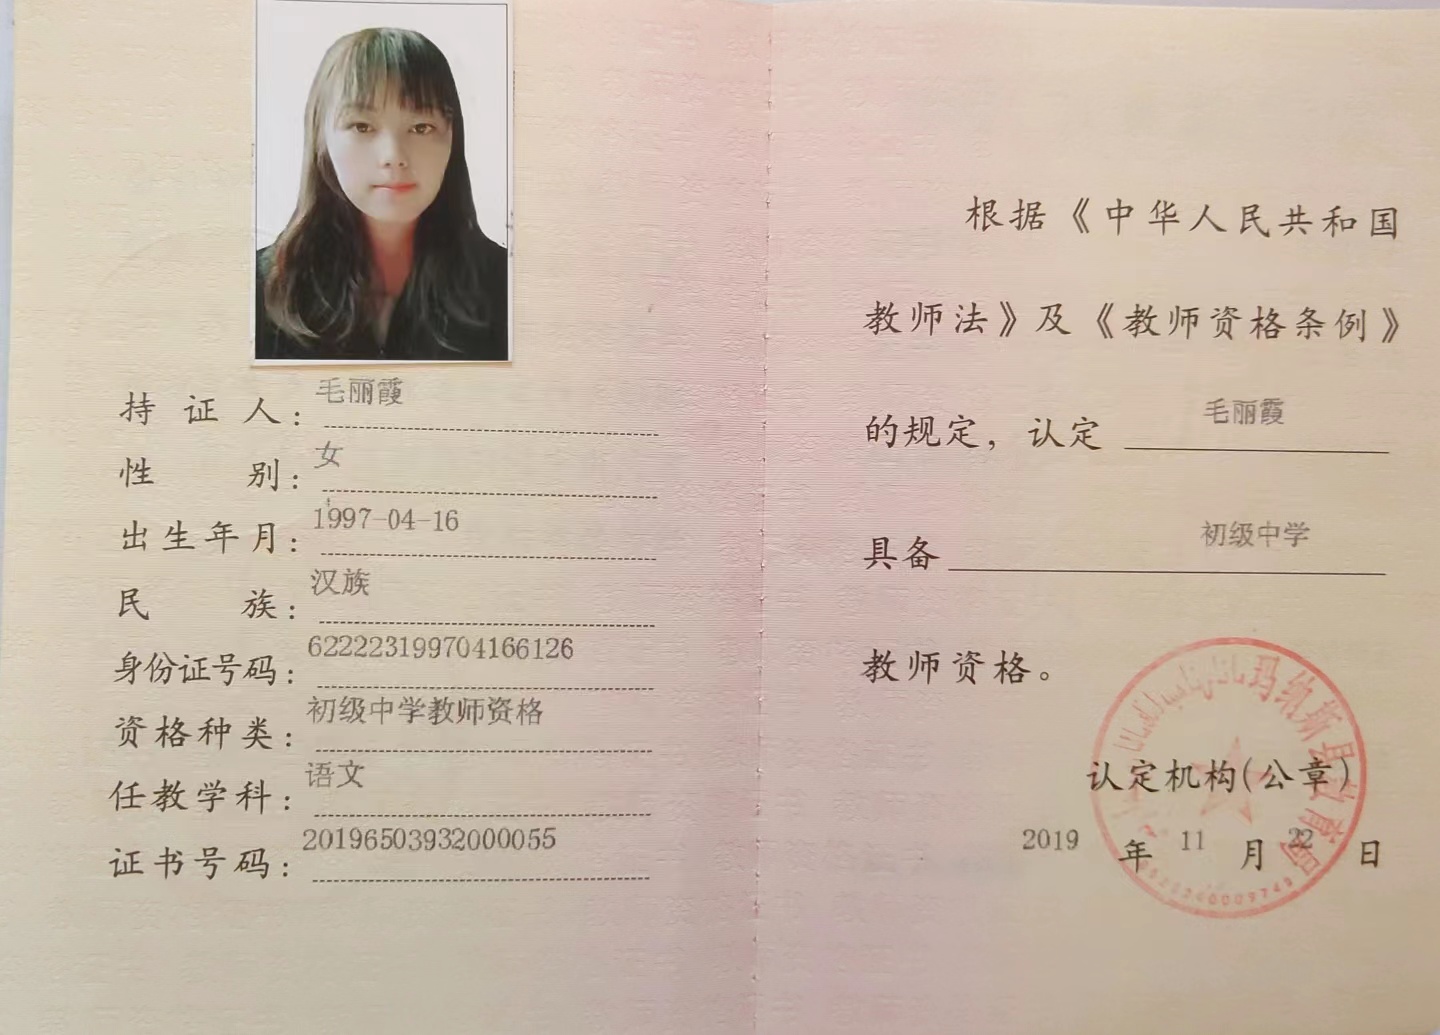 持证人：毛丽霞
性别：女
出生年月：1997-04-16
民族：汉族
身份证号码：622223199704166126
资格种类：初级中学教师资格
任教学科：语文
证书号码：20196503932000055
根据《中华人民共和国
教师法》及《教师资格条例》
的规定，认定 毛丽霞
具备 初级中学
教师资格。
玛纳斯县教育局
认定机构(公章)
2019 年 11 月 22 日